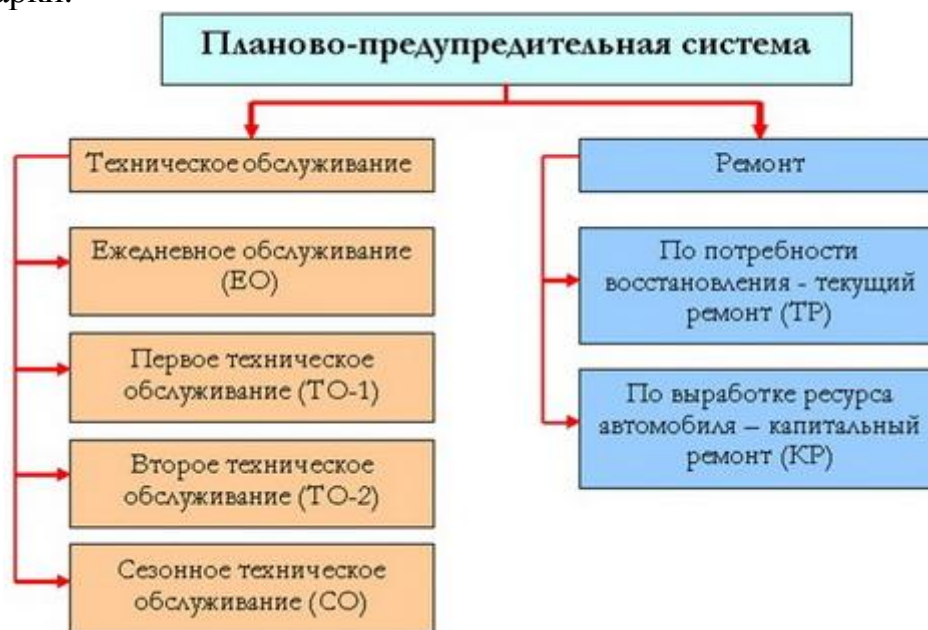 Планово-предупредительная система
Техническое обслуживание
Ежедневное обслуживание
(ЕО)
Первое техническое
обслуживание (ТО-1)
Второе техническое
обслуживание (ТО-2)
Сезонное техническое
обслуживание (СО)
Ремонт
По потребности
восстановления - текущий
ремонт (ТР)
По выработке ресурса
автомобиля – капитальный
ремонт (КР)